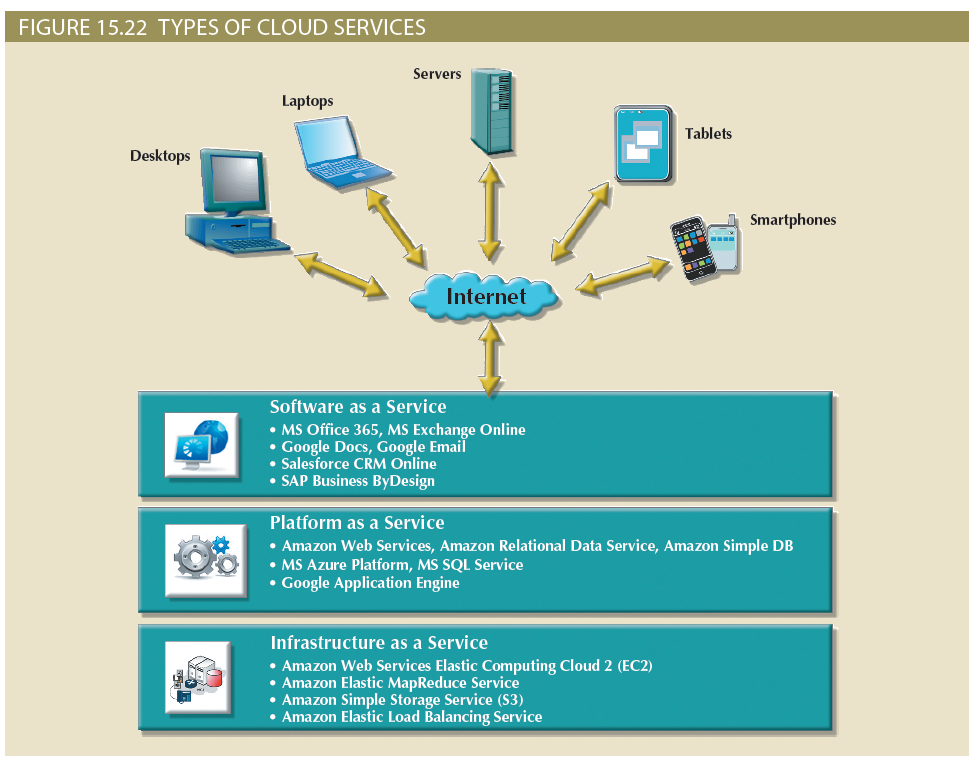 FIGURE 15.22 TYPES OF CLOUD SERVICES
Servers
Laptops
Desktops
Tablets
Smartphones
Internet
Software as a Service
• MS Office 365, MS Exchange Online
• Google Docs, Google Email
• Salesforce CRM Online
• SAP Business ByDesign
Platform as a Service
• Amazon Web Services, Amazon Relational Data Service, Amazon Simple DB
• MS Azure Platform, MS SQL Service
• Google Application Engine
Infrastructure as a Service
• Amazon Web Services Elastic Computing Cloud 2 (EC2)
• Amazon Elastic MapReduce Service
• Amazon Simple Storage Service (S3)
• Amazon Elastic Load Balancing Service